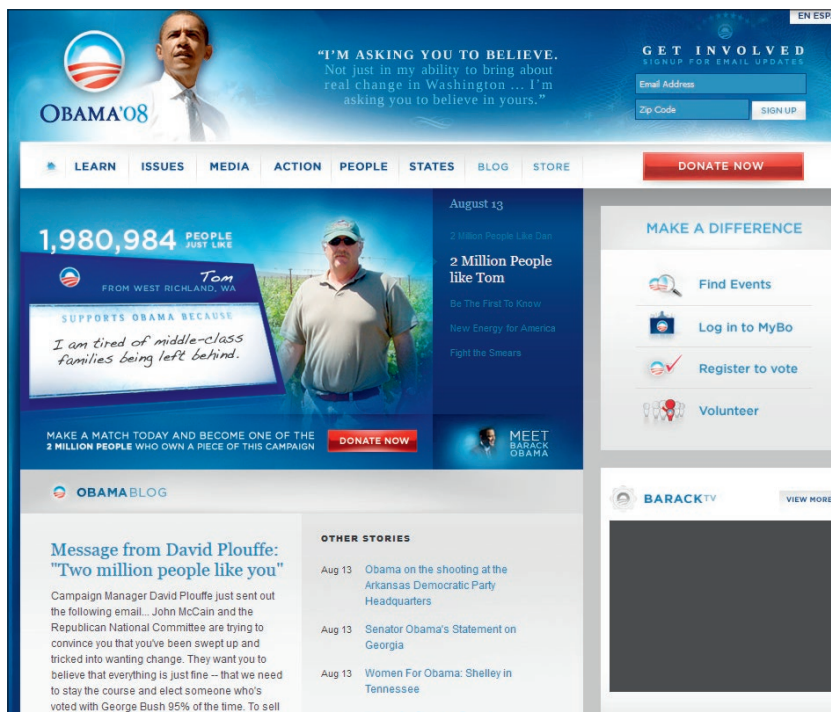 EN ESP
OBAMA'08
“I'M ASKING YOU TO BELIEVE.
Not just in my ability to bring about
real change in Washington ... I'm
asking you to believe in yours.”
GET INVOLVED
SIGNUP FOR EMAIL UPDATES
Email Address
Zip Code
SIGN UP
LEARN ISSUES MEDIA ACTION PEOPLE STATES BLOG STORE
DONATE NOW
1,980,984 PEOPLE
JUST LIKE
Tom
FROM WEST RICHLAND, WA
SUPPORTS OBAMA BECAUSE
I am tired of middle-class
families being left behind.
August 13
2 Million People Like Dan
2 Million People
like Tom
Be The First To Know
New Energy for America
Fight the Smears
MAKE A MATCH TODAY AND BECOME ONE OF THE
2 MILLION PEOPLE WHO OWN A PIECE OF THIS CAMPAIGN
DONATE NOW
MEET
BARACK
OBAMA
MAKE A DIFFERENCE
Find Events
Log in to MyBo
Register to vote
Volunteer
OBAMABLOG
Message from David Plouffe:
"Two million people like you"
Campaign Manager David Plouffe just sent out
the following email... John McCain and the
Republican National Committee are trying to
convince you that you've been swept up and
tricked into wanting change. They want you to
believe that everything is just fine -- that we need
to stay the course and elect someone who's
voted with George Bush 95% of the time. To sell
OTHER STORIES
Aug 13 Obama on the shooting at the
Arkansas Democratic Party
Headquarters
Aug 13 Senator Obama's Statement on
Georgia
Aug 13 Women For Obama: Shelley in
Tennessee
BARACKTV
VIEW MORE